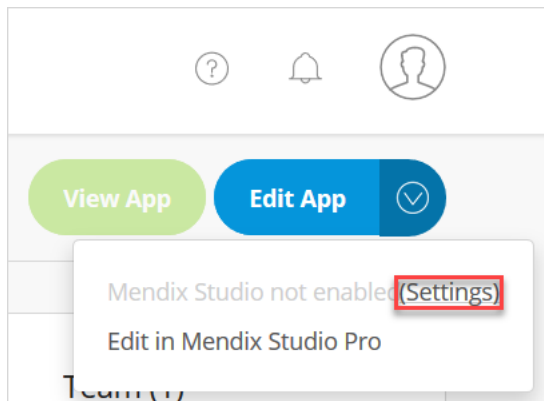 ?
View App
Edit App
Mendix Studio not enabled (Settings)
Edit in Mendix Studio Pro
Team (1)